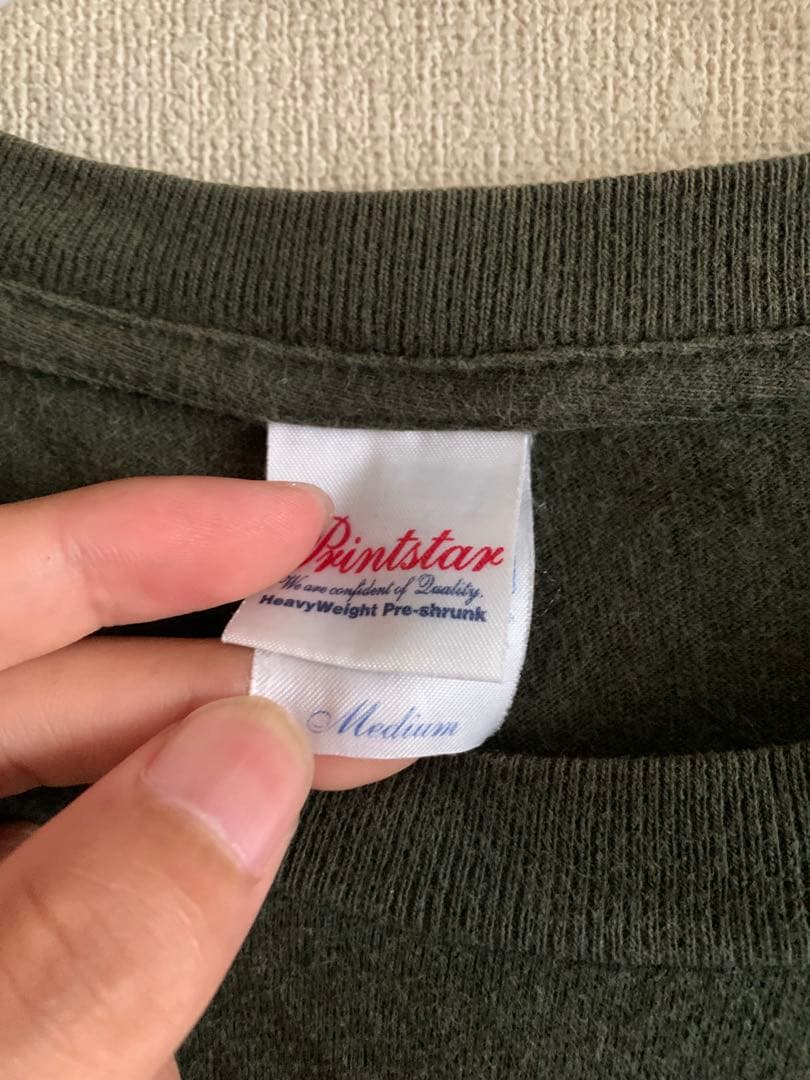 Printstar
We are confident of Quality.
HeavyWeight Pre-shrunk
Medium